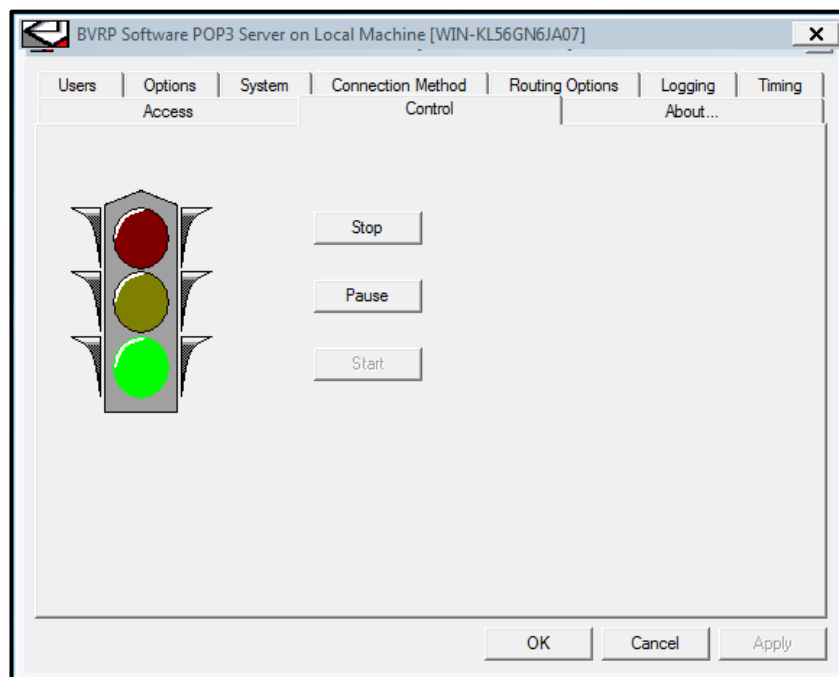 BVRP Software POP3 Server on Local Machine [WIN-KL56GN6JA07]
Users Options System Connection Method Routing Options Logging Timing
Access Control About...
Stop
Pause
Start
OK Cancel Apply